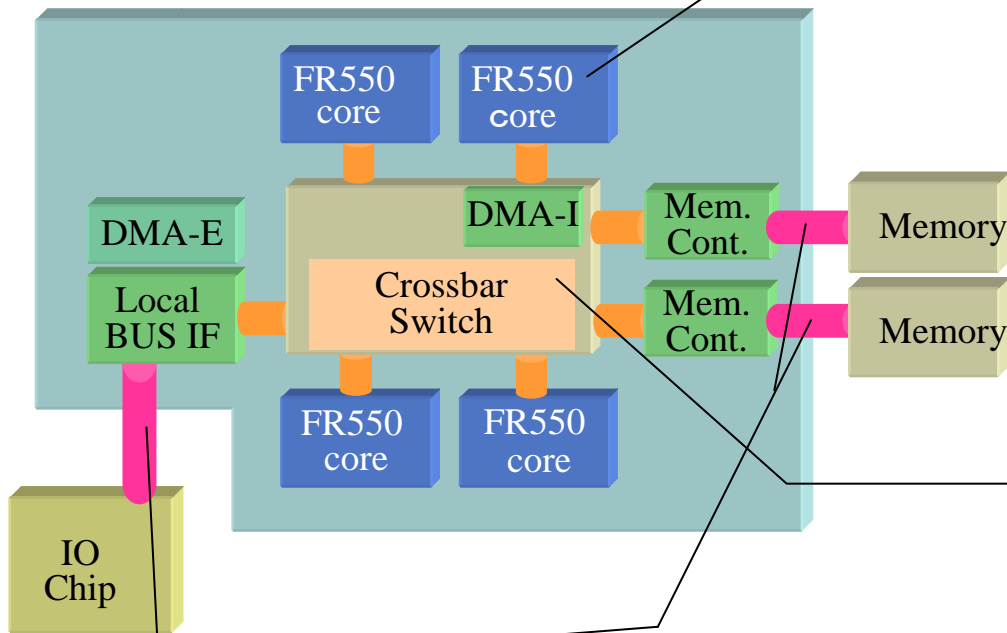 FR550
core
FR550
core
DMA-E
DMA-I
Mem.
Cont.
Memory
Local
BUS IF
Crossbar
Switch
Mem.
Cont.
Memory
FR550
core
FR550
core
IO
Chip